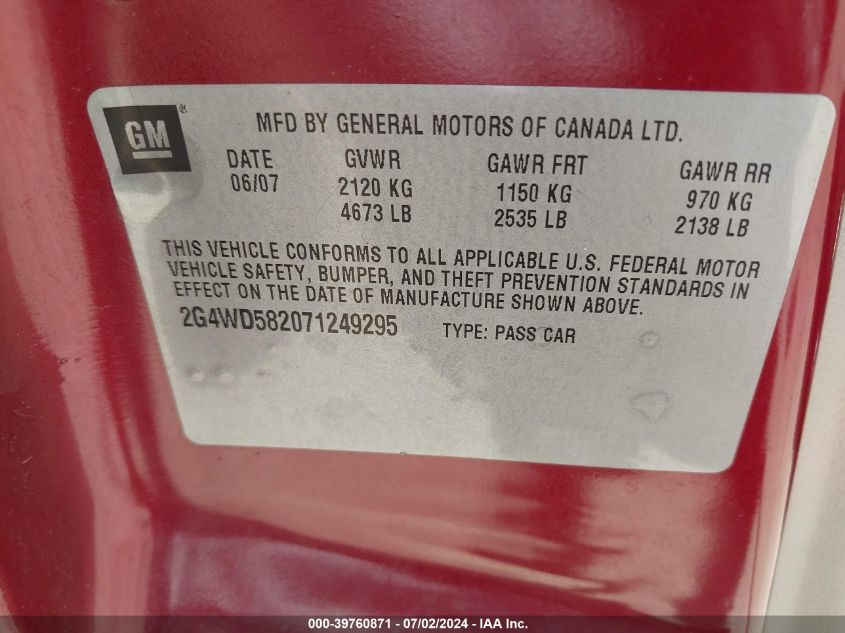 GM ®
MFD BY GENERAL MOTORS OF CANADA LTD.
DATE GVWR GAWR FRT GAWR RR
06/07 2120 KG 1150 KG 970 KG
4673 LB 2535 LB 2138 LB
THIS VEHICLE CONFORMS TO ALL APPLICABLE U.S. FEDERAL MOTOR
VEHICLE SAFETY, BUMPER, AND THEFT PREVENTION STANDARDS IN
EFFECT ON THE DATE OF MANUFACTURE SHOWN ABOVE.
2G4WD582071249295 TYPE: PASS CAR
000-39760871 - 07/02/2024 - IAA Inc.